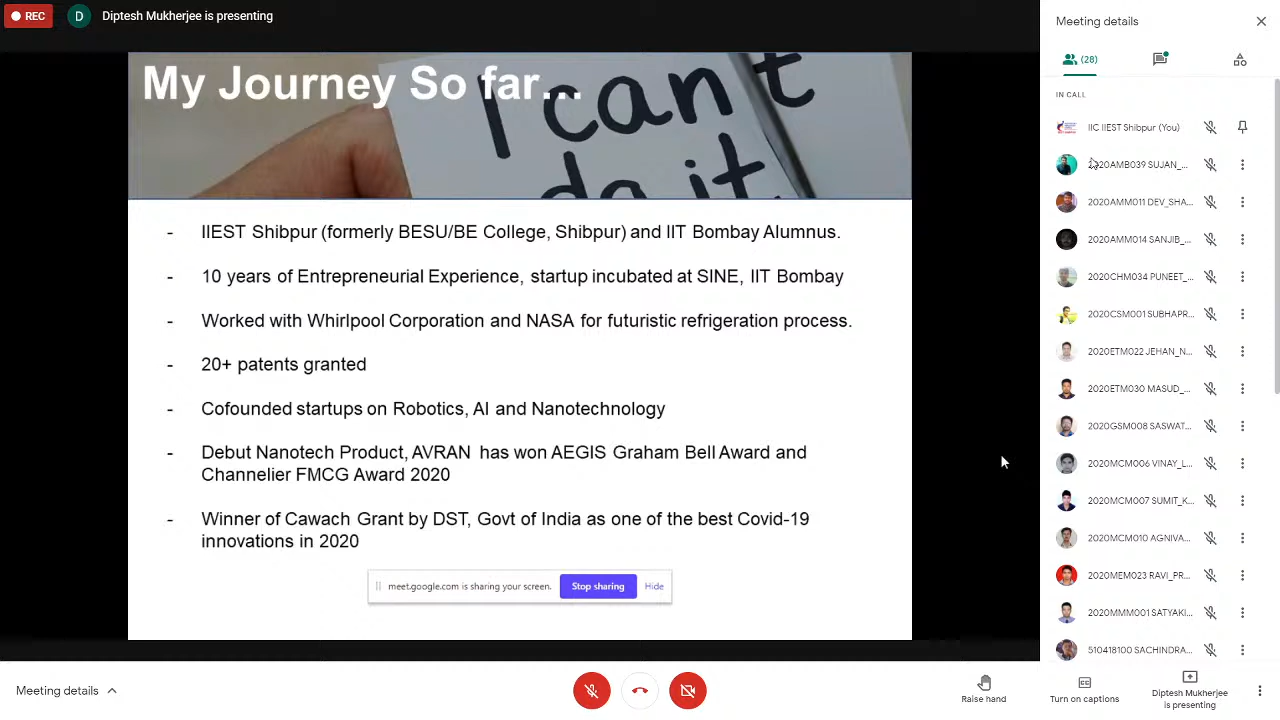 REC
D
Diptesh Mukherjee is presenting
My Journey So far...
I can't
do it
- IIEST Shibpur (formerly BESU/BE College, Shibpur) and IIT Bombay Alumnus.
- 10 years of Entrepreneurial Experience, startup incubated at SINE, IIT Bombay
- Worked with Whirlpool Corporation and NASA for futuristic refrigeration process.
- 20+ patents granted
- Cofounded startups on Robotics, AI and Nanotechnology
- Debut Nanotech Product, AVRAN has won AEGIS Graham Bell Award and
Channelier FMCG Award 2020
- Winner of Cawach Grant by DST, Govt of India as one of the best Covid-19
innovations in 2020
meet.google.com is sharing your screen. Stop sharing Hide
Meeting details
(28)
IN CALL
IIC IIEST Shibpur (You)
2020AMB039 SUJAN_...
2020AMM011 DEV_SHA...
2020AMM014 SANJIB_...
2020CHM034 PUNEET_...
2020CSM001 SUBHAPR...
2020ETM022 JEHAN_N...
2020ETM030 MASUD_...
2020GSM008 SASWAT...
2020MCM006 VINAY_L...
2020MCM007 SUMIT_K...
2020MCM010 AGNIVA...
2020MEM023 RAVI_PR...
2020MMM001 SATYAKI...
510418100 SACHINDRA...
Meeting details
Raise hand
Turn on captions
Diptesh Mukherjee
is presenting